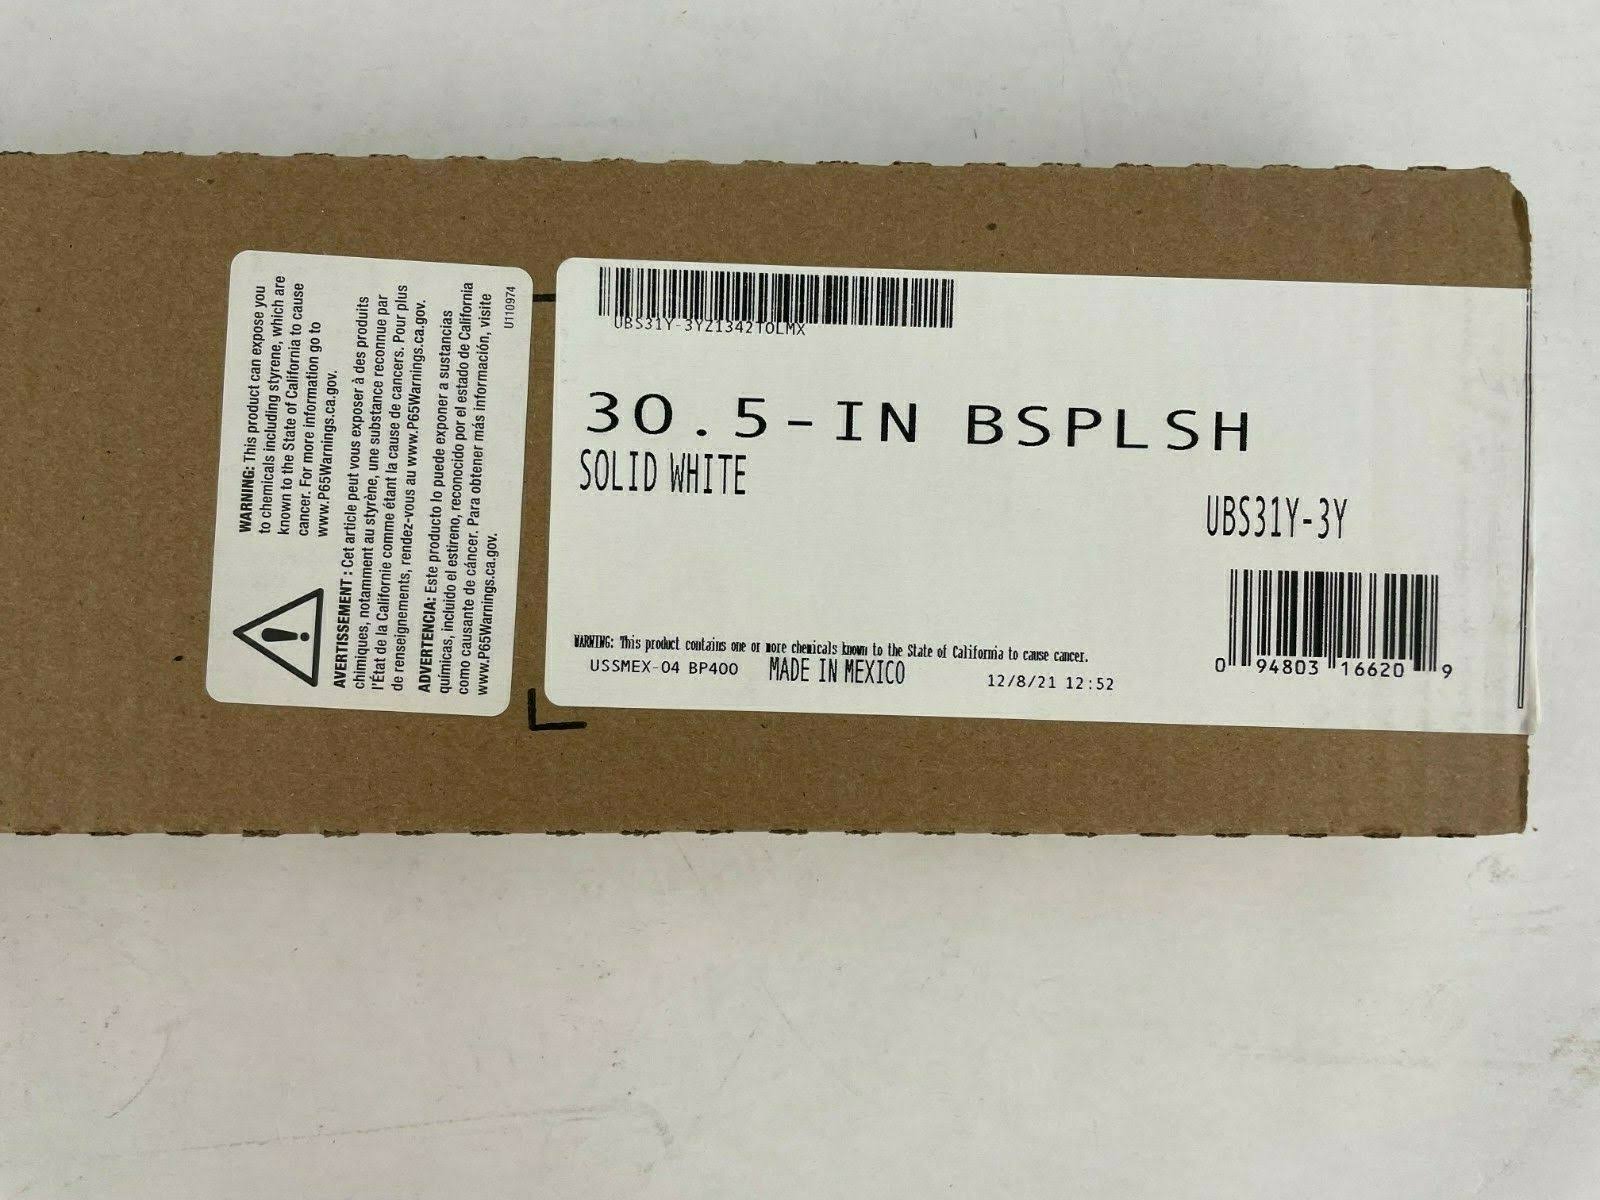 WARNING: This product can expose you
to chemicals including styrene, which are
known to the State of California to cause
cancer. For more information go to
www.P65Warnings.ca.gov.
AVERTISSEMENT : Cet article peut vous exposer à des produits
chimiques, notamment au styrène, une substance reconnue par
l'État de la Californie comme étant la cause de cancers. Pour plus
de renseignements, rendez-vous au www.P65Warnings.ca.gov.
ADVERTENCIA: Este producto lo puede exponer a sustancias
químicas, incluido el estireno, reconocido por el estado de California
como causante de cáncer. Para obtener más información, visite
www.P65Warnings.ca.gov.
U110974
UBS31Y-3YZ1342TOLMX
30.5-IN BSPLSH
SOLID WHITE
UBS31Y-3Y
WARNING: This product contains one or more chemicals known to the State of California to cause cancer.
USSMEX-04 BP400 MADE IN MEXICO 12/8/21 12:52
0 94803 16620 9